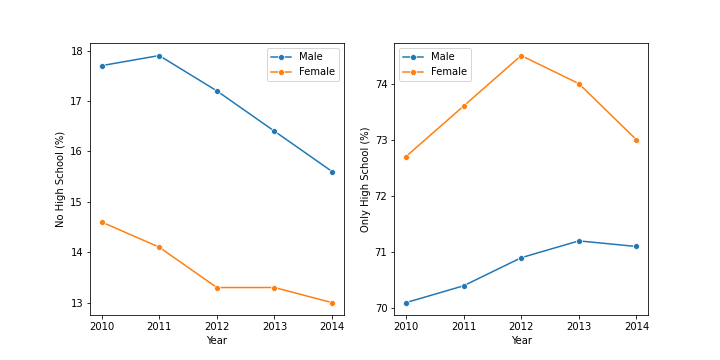 No High School (%)
18
17
16
15
14
13
2010 2011 2012 2013 2014
Year
Male
Female
Only High School (%)
74
73
72
71
70
2010 2011 2012 2013 2014
Year
Male
Female